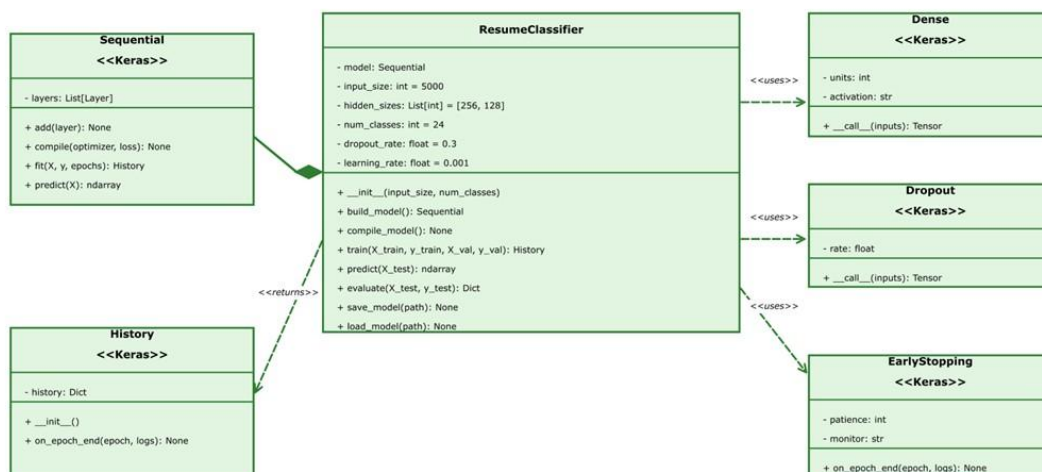 Sequential
<<Keras>>
- layers: List[Layer]
+ add(layer): None
+ compile(optimizer, loss): None
+ fit(X, y, epochs): History
+ predict(X): ndarray
ResumeClassifier
- model: Sequential
- input_size: int = 5000
- hidden_sizes: List[int] = [256, 128]
- num_classes: int = 24
- dropout_rate: float = 0.3
- learning_rate: float = 0.001
+ __init__(input_size, num_classes)
+ build_model(): Sequential
+ compile_model(): None
+ train(X_train, y_train, X_val, y_val): History
+ predict(X_test): ndarray
+ evaluate(X_test, y_test): Dict
+ save_model(path): None
+ load_model(path): None
<<uses>>
Dense
<<Keras>>
- units: int
- activation: str
+ __call__(inputs): Tensor
<<uses>>
Dropout
<<Keras>>
- rate: float
+ __call__(inputs): Tensor
<<returns>>
<<uses>>
History
<<Keras>>
- history: Dict
+ __init__()
+ on_epoch_end(epoch, logs): None
EarlyStopping
<<Keras>>
- patience: int
- monitor: str
+ on_epoch_end(epoch, logs): None